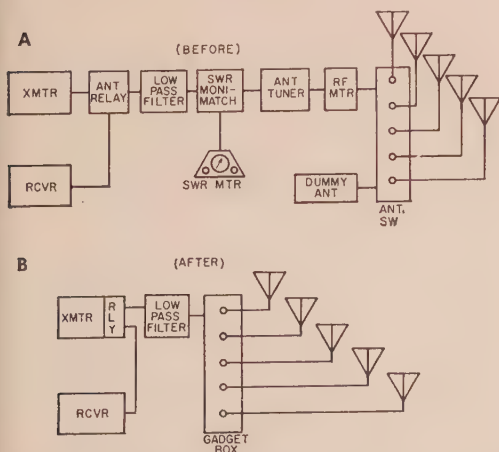 A
(BEFORE)
XMTR
ANT
RELAY
LOW
PASS
FILTER
SWR
MONI-
MATCH
ANT
TUNER
RF
MTR
SWR MTR
RCVR
DUMMY
ANT
ANT.
SW
B
(AFTER)
XMTR
R
L
Y
LOW
PASS
FILTER
RCVR
GADGET
BOX